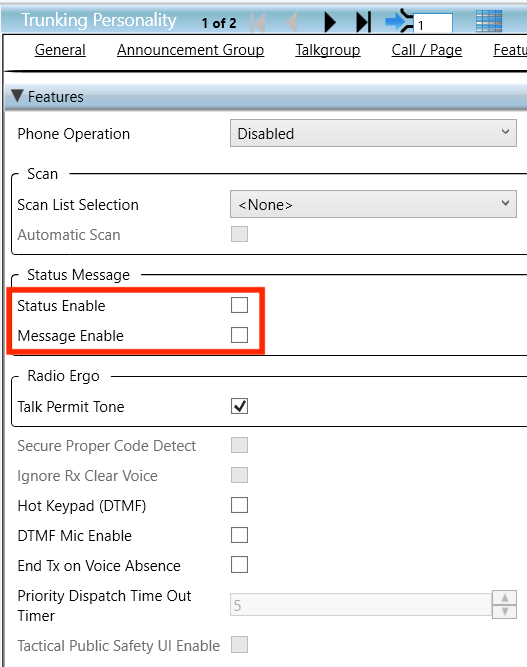 Trunking Personality 1 of 2 1
General Announcement Group Talkgroup Call / Page Featu
Features
Phone Operation Disabled
Scan
Scan List Selection <None>
Automatic Scan
Status Message
Status Enable
Message Enable
Radio Ergo
Talk Permit Tone
Secure Proper Code Detect
Ignore Rx Clear Voice
Hot Keypad (DTMF)
DTMF Mic Enable
End Tx on Voice Absence
Priority Dispatch Time Out
Timer 5
Tactical Public Safety UI Enable